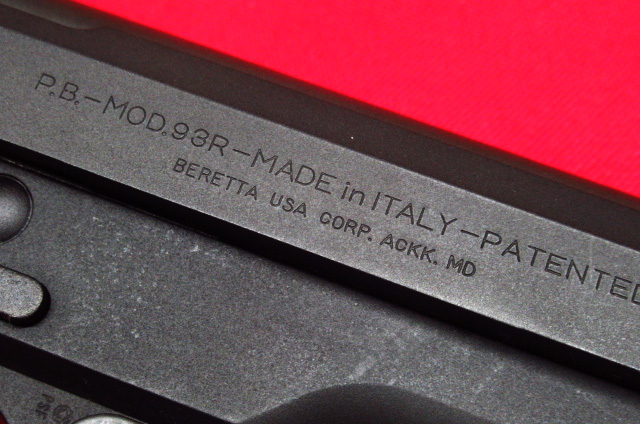 P.B.–MOD.93R–MADE in ITALY–PATENTED
BERETTA USA CORP. ACKK. MD